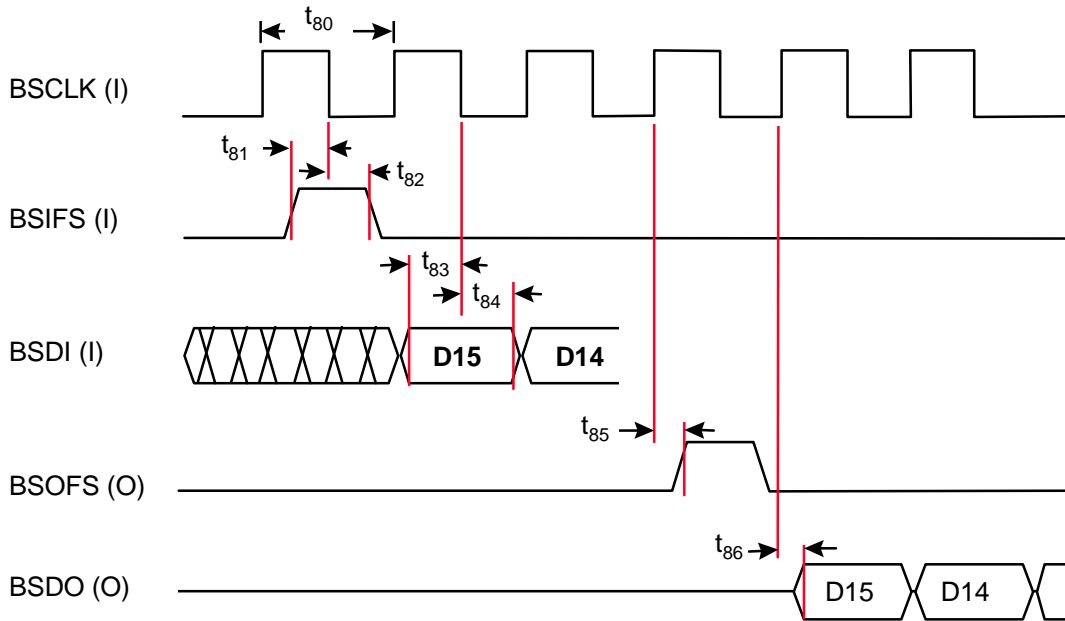 t80
BSCLK (I)
t81
t82
BSIFS (I)
t83
t84
BSDI (I)
D15
D14
t85
BSOFS (O)
t86
BSDO (O)
D15
D14